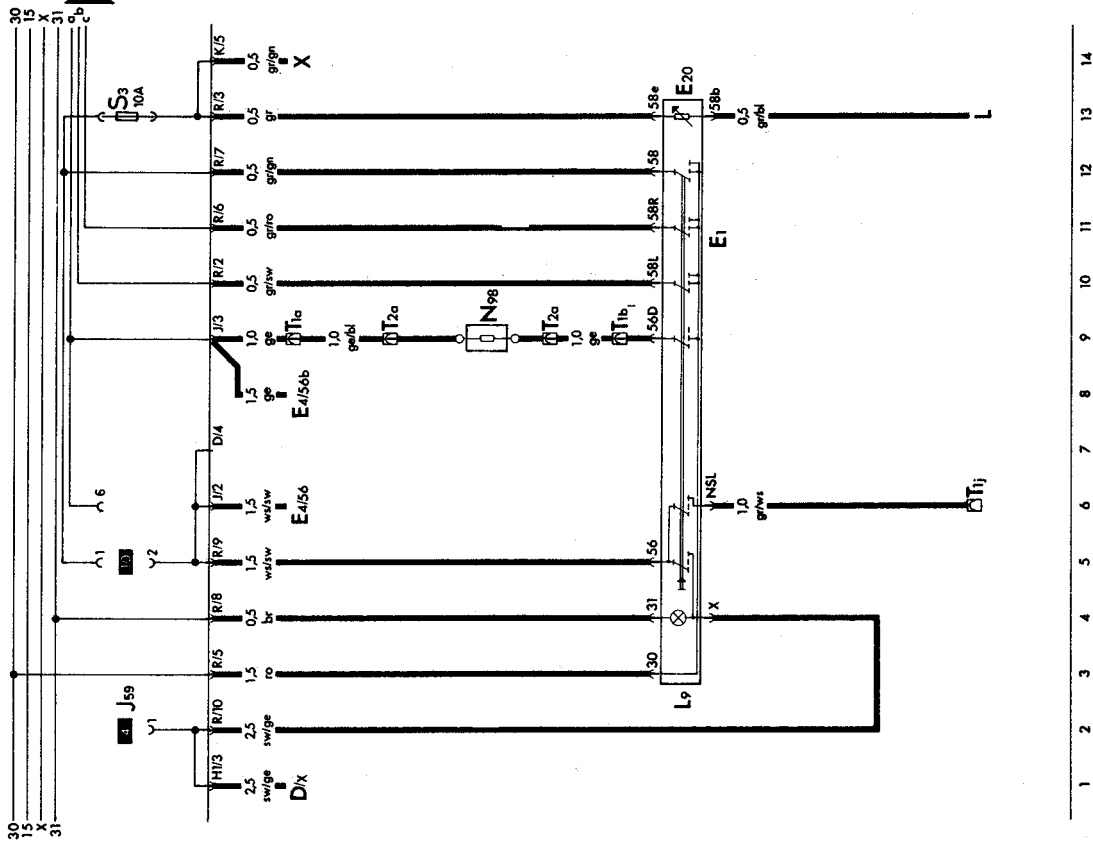 30
15
X
31
a
b
c
30
15
X
31
K/5
0,5
gr/gn
X
S3
10A
R/3
0,5
gr
58e
E20
58b
0,5
gr/bl
L
R/7
0,5
gr/gn
58
R/6
0,5
gr/ro
58R
E1
R/2
0,5
gr/sw
58L
J/3
1,0
ge
T1a
1,0
ge/bl
T2a
N98
T2a
1,0
ge
T1b
56D
1,5
ge
E4/56b
D/4
6
J/2
1,5
ws/sw
E4/56
NSL
1,0
gr/ws
T1j
1
2
R/9
1,5
ws/sw
56
R/8
0,5
br
31
X
R/5
1,5
ro
30
L9
4
J59
1
R/10
2,5
sw/ge
H1/3
2,5
sw/ge
D/X
14
13
12
11
10
9
8
7
6
5
4
3
2
1